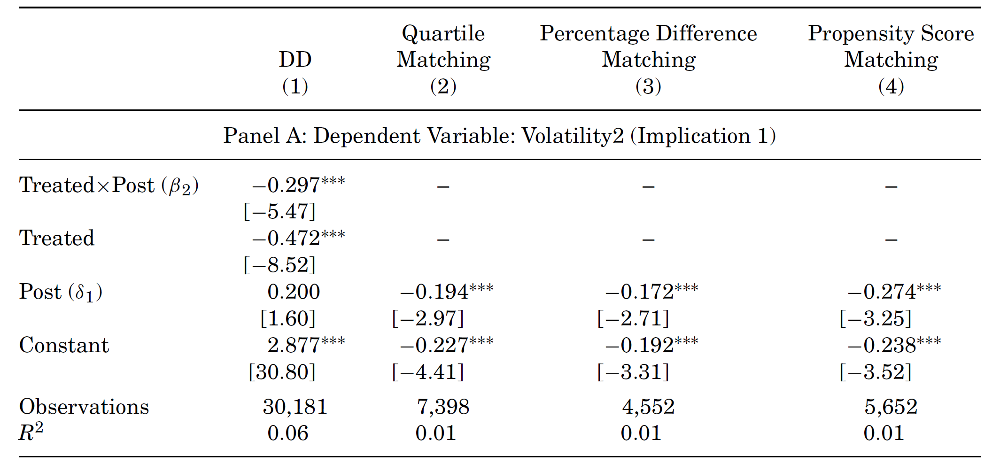 DD (1) Quartile Matching (2) Percentage Difference Matching (3) Propensity Score Matching (4)
Panel A: Dependent Variable: Volatility2 (Implication 1)
Treated×Post (β₂) −0.297*** – – –
[−5.47]
Treated −0.472*** – – –
[−8.52]
Post (δ₁) 0.200 −0.194*** −0.172*** −0.274***
[1.60] [−2.97] [−2.71] [−3.25]
Constant 2.877*** −0.227*** −0.192*** −0.238***
[30.80] [−4.41] [−3.31] [−3.52]
Observations 30,181 7,398 4,552 5,652
R² 0.06 0.01 0.01 0.01